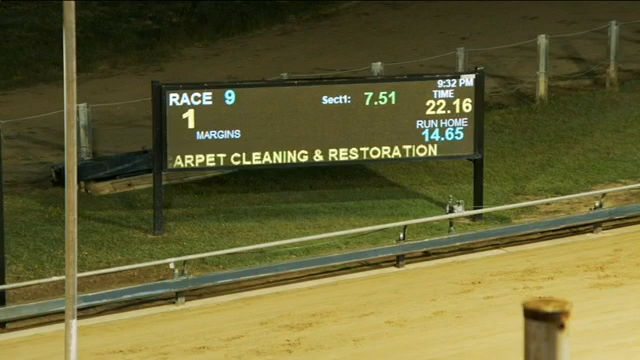 9:32 PM
RACE 9 Sect1: 7.51 TIME
1 22.16
MARGINS RUN HOME
14.65
ARPET CLEANING & RESTORATION